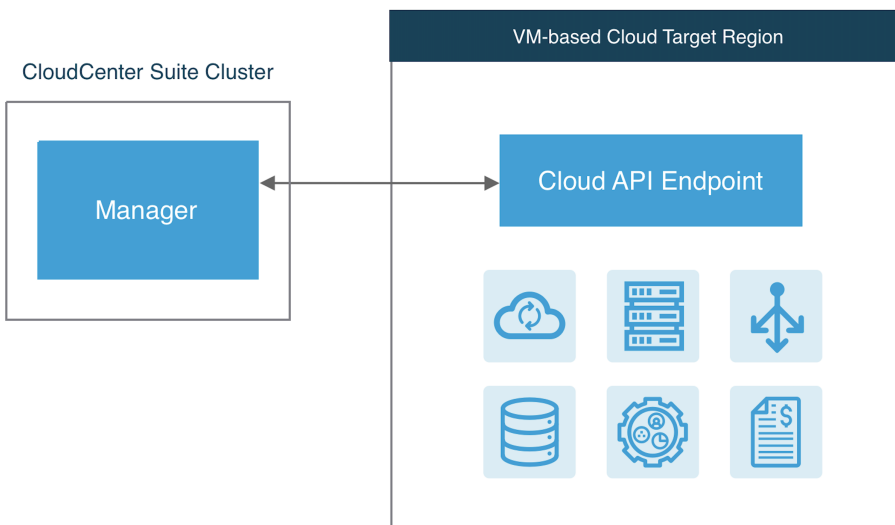 VM-based Cloud Target Region
CloudCenter Suite Cluster
Manager
Cloud API Endpoint
$